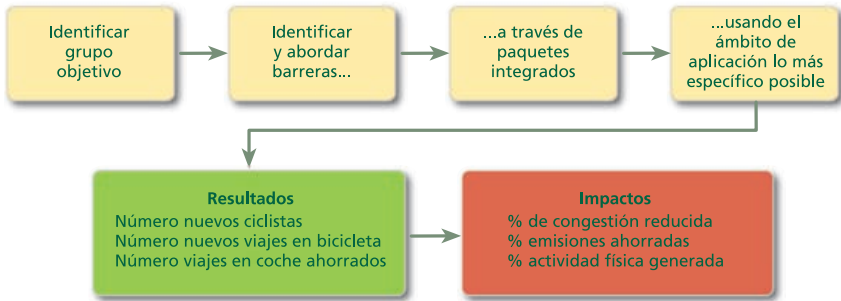 Identificar
grupo
objetivo
Identificar
y abordar
barreras...
...a través de
paquetes
integrados
...usando el
ámbito de
aplicación lo más
específico posible
Resultados
Número nuevos ciclistas
Número nuevos viajes en bicicleta
Número viajes en coche ahorrados
Impactos
% de congestión reducida
% emisiones ahorradas
% actividad física generada